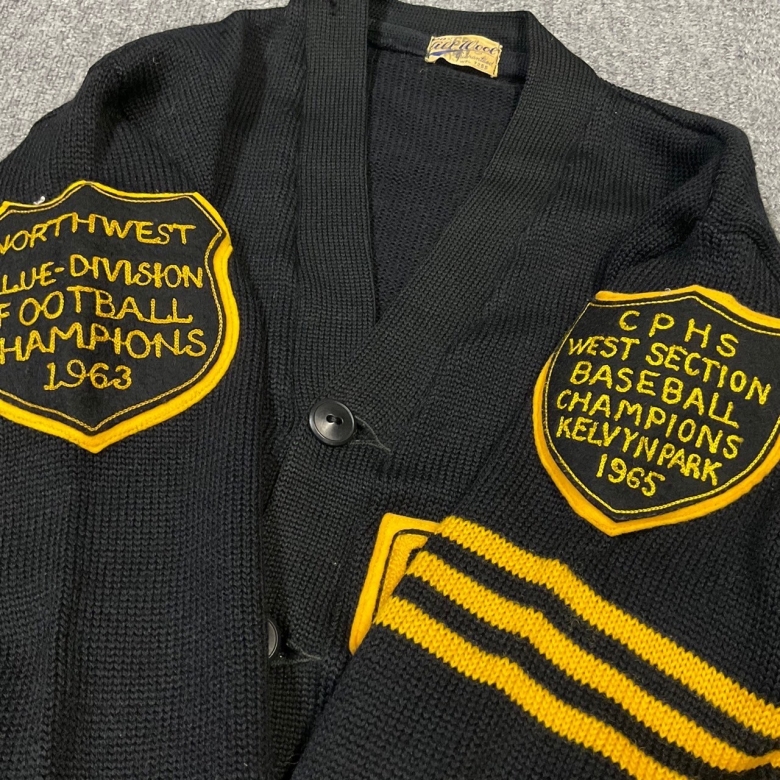 NORTHWEST
LUE-DIVISION
FOOTBALL
HAMPIONS
1963
CPHS
WEST SECTION
BASEBALL
CHAMPIONS
KELVYN PARK
1965